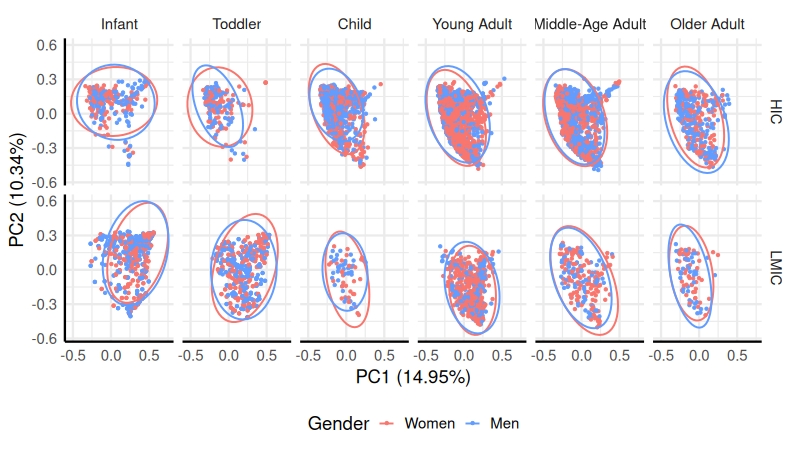 Infant Toddler Child Young Adult Middle-Age Adult Older Adult
0.6
0.3
0.0
-0.3
-0.6
HIC
0.6
0.3
0.0
-0.3
-0.6
LMIC
PC2 (10.34%)
-0.5 0.0 0.5 -0.5 0.0 0.5 -0.5 0.0 0.5 -0.5 0.0 0.5 -0.5 0.0 0.5 -0.5 0.0 0.5
PC1 (14.95%)
Gender Women Men